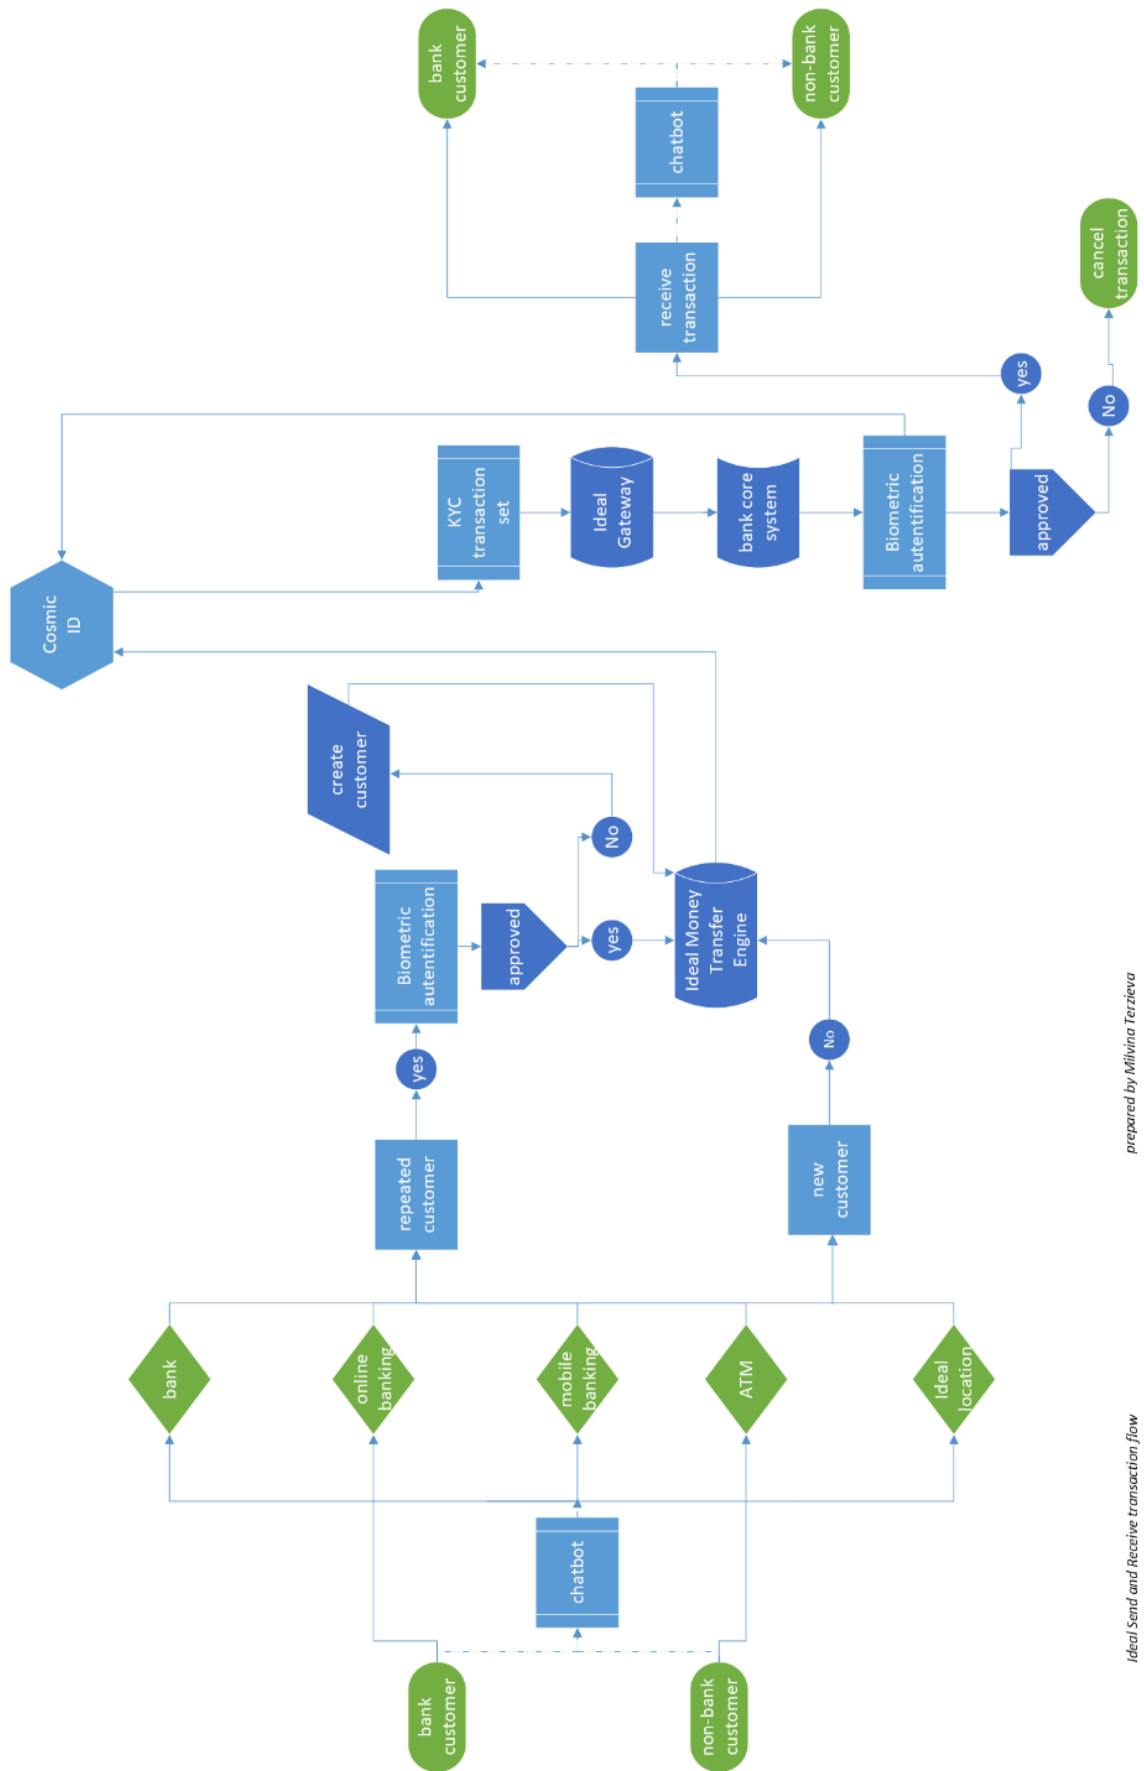 bank
customer
non-bank
customer
chatbot
bank
online
banking
mobile
banking
ATM
Ideal
location
repeated
customer
new
customer
yes
No
Biometric
autentification
approved
yes
No
create
customer
Ideal Money
Transfer
Engine
Cosmic
ID
KYC
transaction
set
Ideal
Gateway
bank core
system
Biometric
autentification
approved
yes
No
cancel
transaction
receive
transaction
chatbot
bank
customer
non-bank
customer
Ideal Send and Receive transaction flow
prepared by Milvina Terzieva